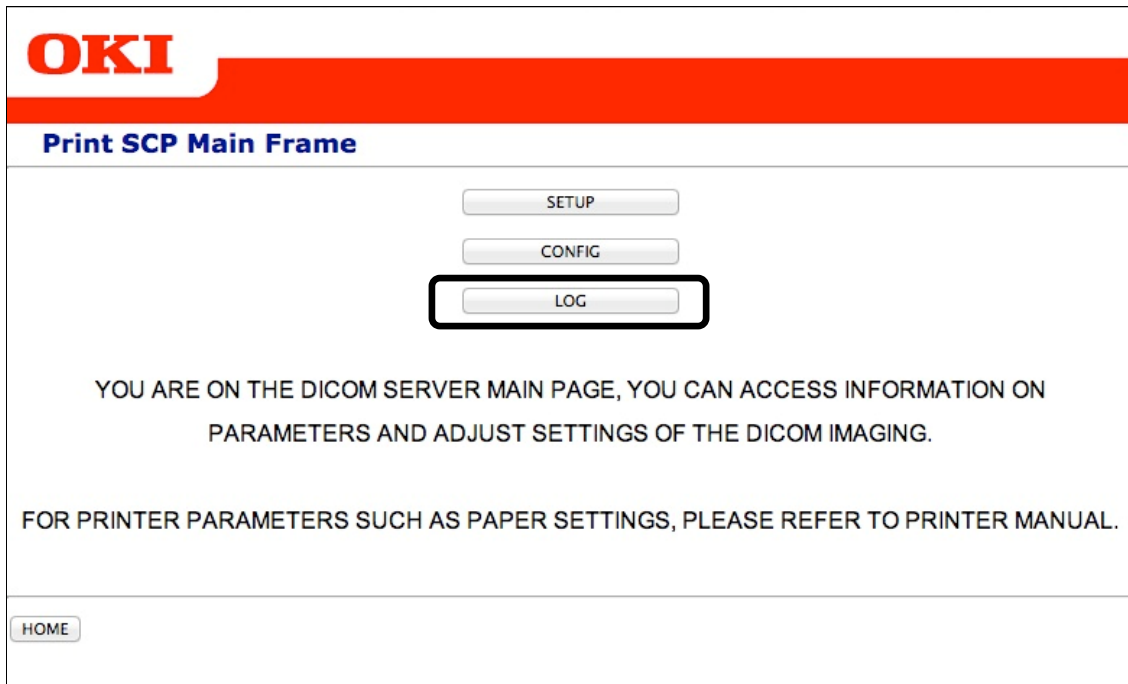 OKI
Print SCP Main Frame
SETUP
CONFIG
LOG
YOU ARE ON THE DICOM SERVER MAIN PAGE, YOU CAN ACCESS INFORMATION ON
PARAMETERS AND ADJUST SETTINGS OF THE DICOM IMAGING.
FOR PRINTER PARAMETERS SUCH AS PAPER SETTINGS, PLEASE REFER TO PRINTER MANUAL.
HOME